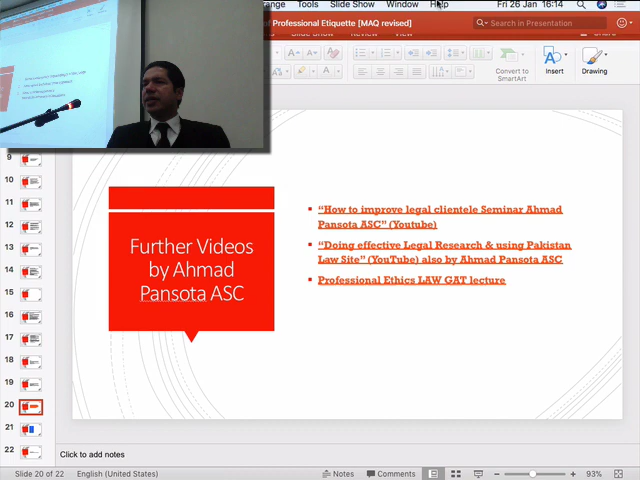 range Tools Slide Show Window Help Fri 26 Jan 16:14
of Professional Etiquette [MAQ revised]
Search in Presentation
Convert to
SmartArt
Insert
Drawing
Further Videos
by Ahmad
Pansota ASC
"How to improve legal clientele Seminar Ahmad
Pansota ASC" (Youtube)
"Doing effective Legal Research & using Pakistan
Law Site" (YouTube) also by Ahmad Pansota ASC
Professional Ethics LAW GAT lecture
9
10
11
12
13
14
15
16
17
18
19
20
21
22
Click to add notes
Slide 20 of 22 English (United States) Notes Comments 93%